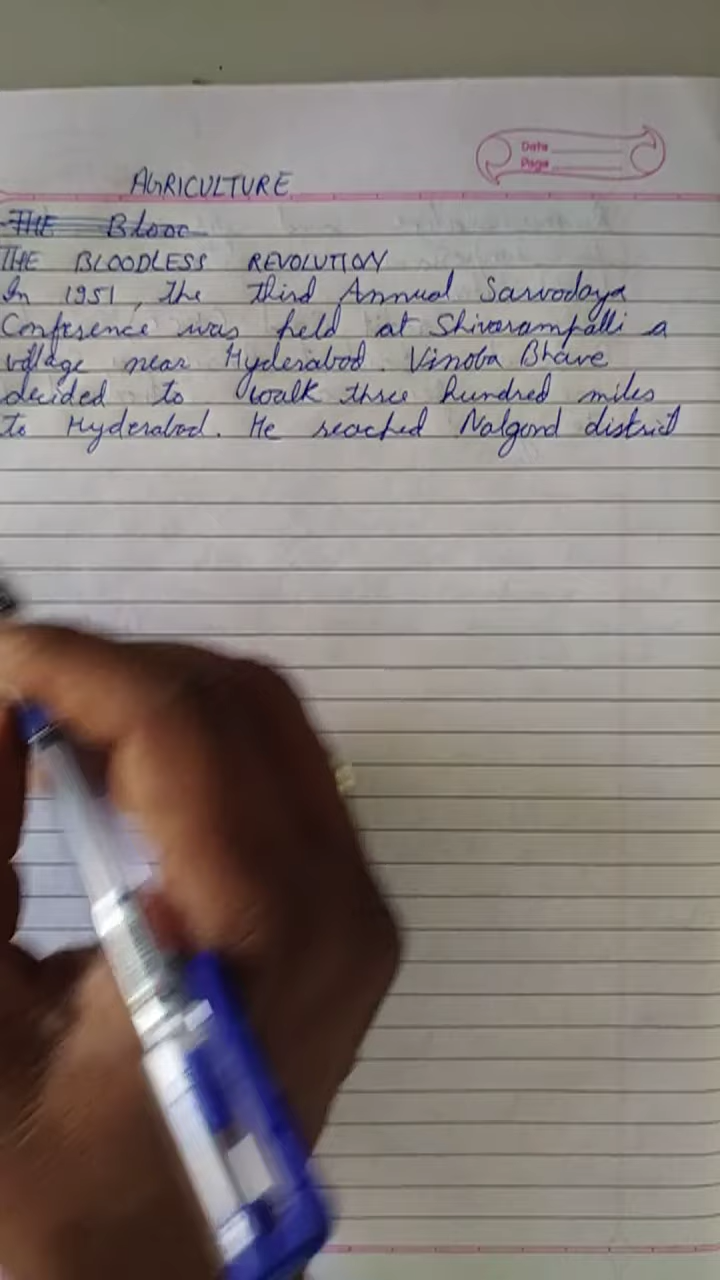 Date
Page
AGRICULTURE
THE Blooc
THE BLOODLESS REVOLUTION
In 1951, the third Annual Sarvodaya
Conference was held at Shivarampalli a
village near Hyderabad. Vinoba Bhave
decided to walk three hundred miles
to Hyderabad. He reached Nalgond district